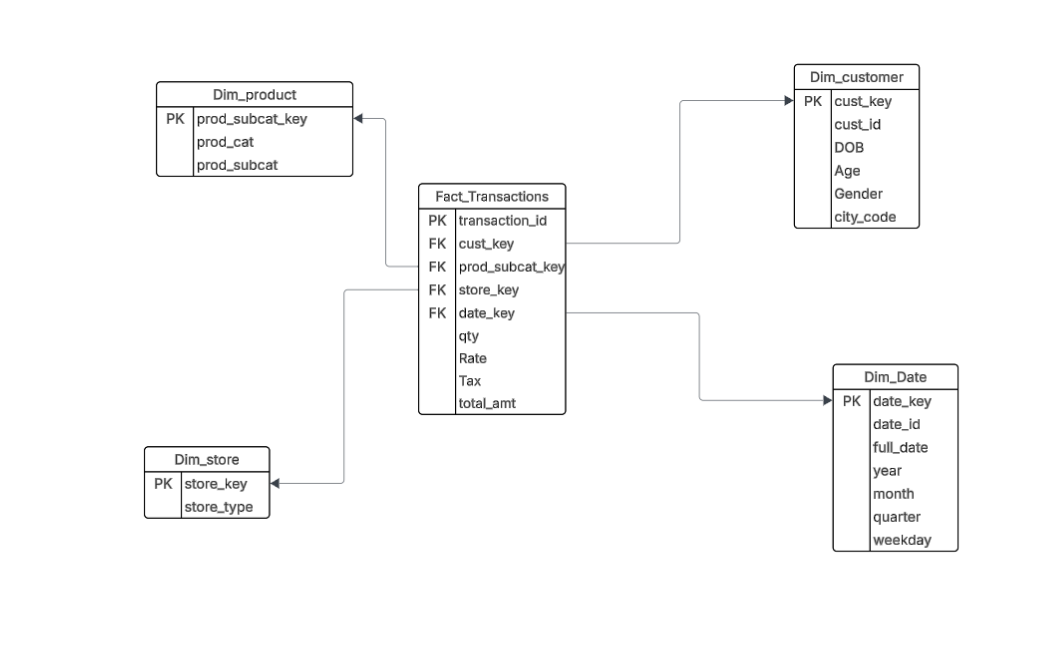 Dim_product
PK prod_subcat_key
prod_cat
prod_subcat
Dim_customer
PK cust_key
cust_id
DOB
Age
Gender
city_code
Fact_Transactions
PK transaction_id
FK cust_key
FK prod_subcat_key
FK store_key
FK date_key
qty
Rate
Tax
total_amt
Dim_store
PK store_key
store_type
Dim_Date
PK date_key
date_id
full_date
year
month
quarter
weekday